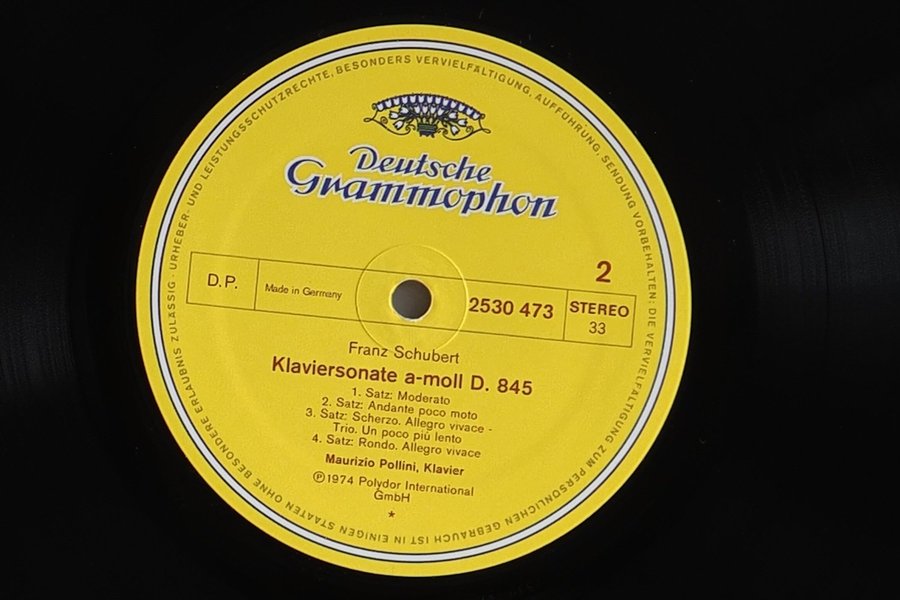 URHEBER- UND LEISTUNGSSCHUTZRECHTE, BESONDERS VERVIELFÄLTIGUNG, AUFFÜHRUNG, SENDUNG VORBEHALTEN: DIE VERVIELFÄLTIGUNG ZUM PERSÖNLICHEN GEBRAUCH IST IN EINIGEN STAATEN OHNE BESONDERE ERLAUBNIS ZULÄSSIG ·
Deutsche
Grammophon
2
D.P.
Made in Germany
2530 473
STEREO
33
Franz Schubert
Klaviersonate a-moll D. 845
1. Satz: Moderato
2. Satz: Andante poco moto
3. Satz: Scherzo. Allegro vivace -
Trio. Un poco più lento
4. Satz: Rondo. Allegro vivace
Maurizio Pollini, Klavier
Ⓟ1974 Polydor International
GmbH
*